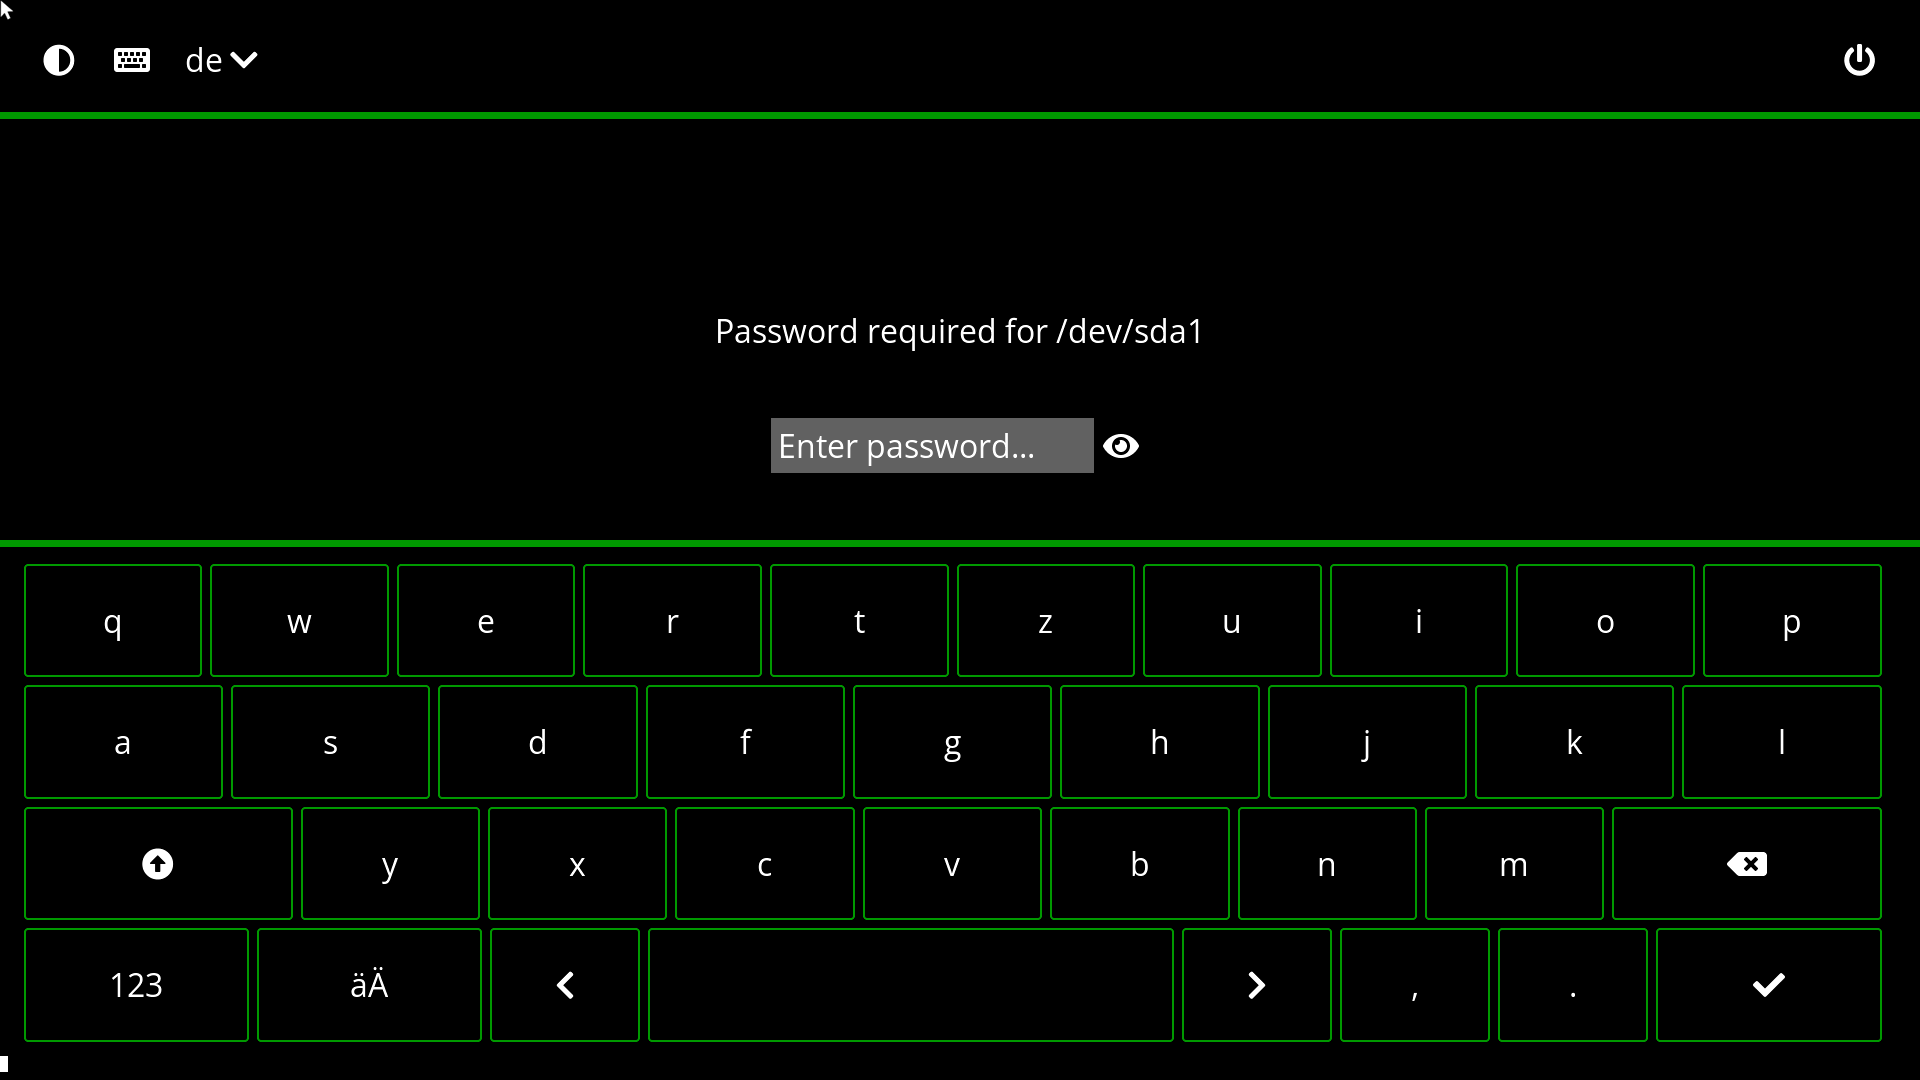 de
Password required for /dev/sda1
Enter password...
q w e r t z u i o p
a s d f g h j k l
y x c v b n m
123 äÄ , .